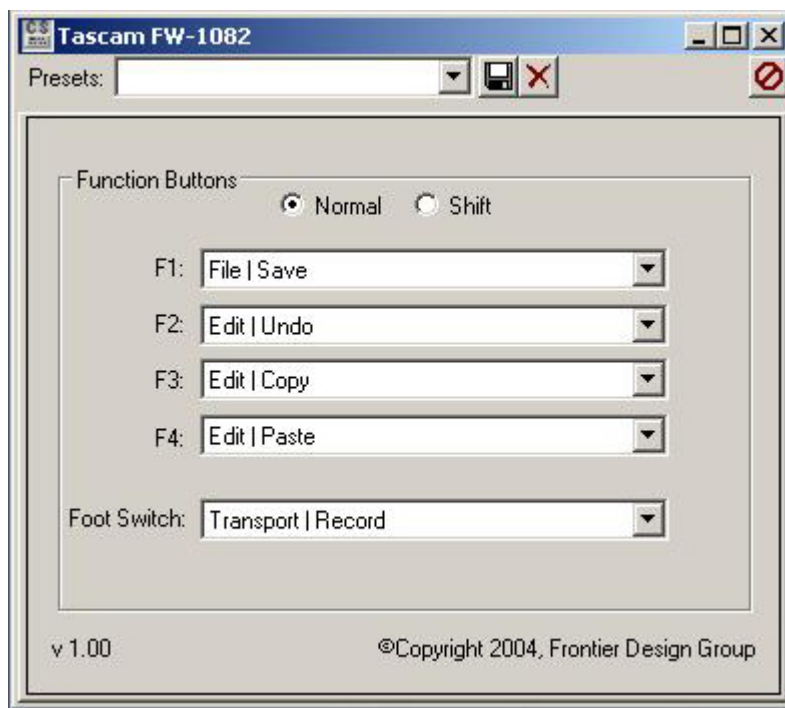 Tascam FW-1082
Presets:
Function Buttons
Normal Shift
F1: File | Save
F2: Edit | Undo
F3: Edit | Copy
F4: Edit | Paste
Foot Switch: Transport | Record
v 1.00 ©Copyright 2004, Frontier Design Group